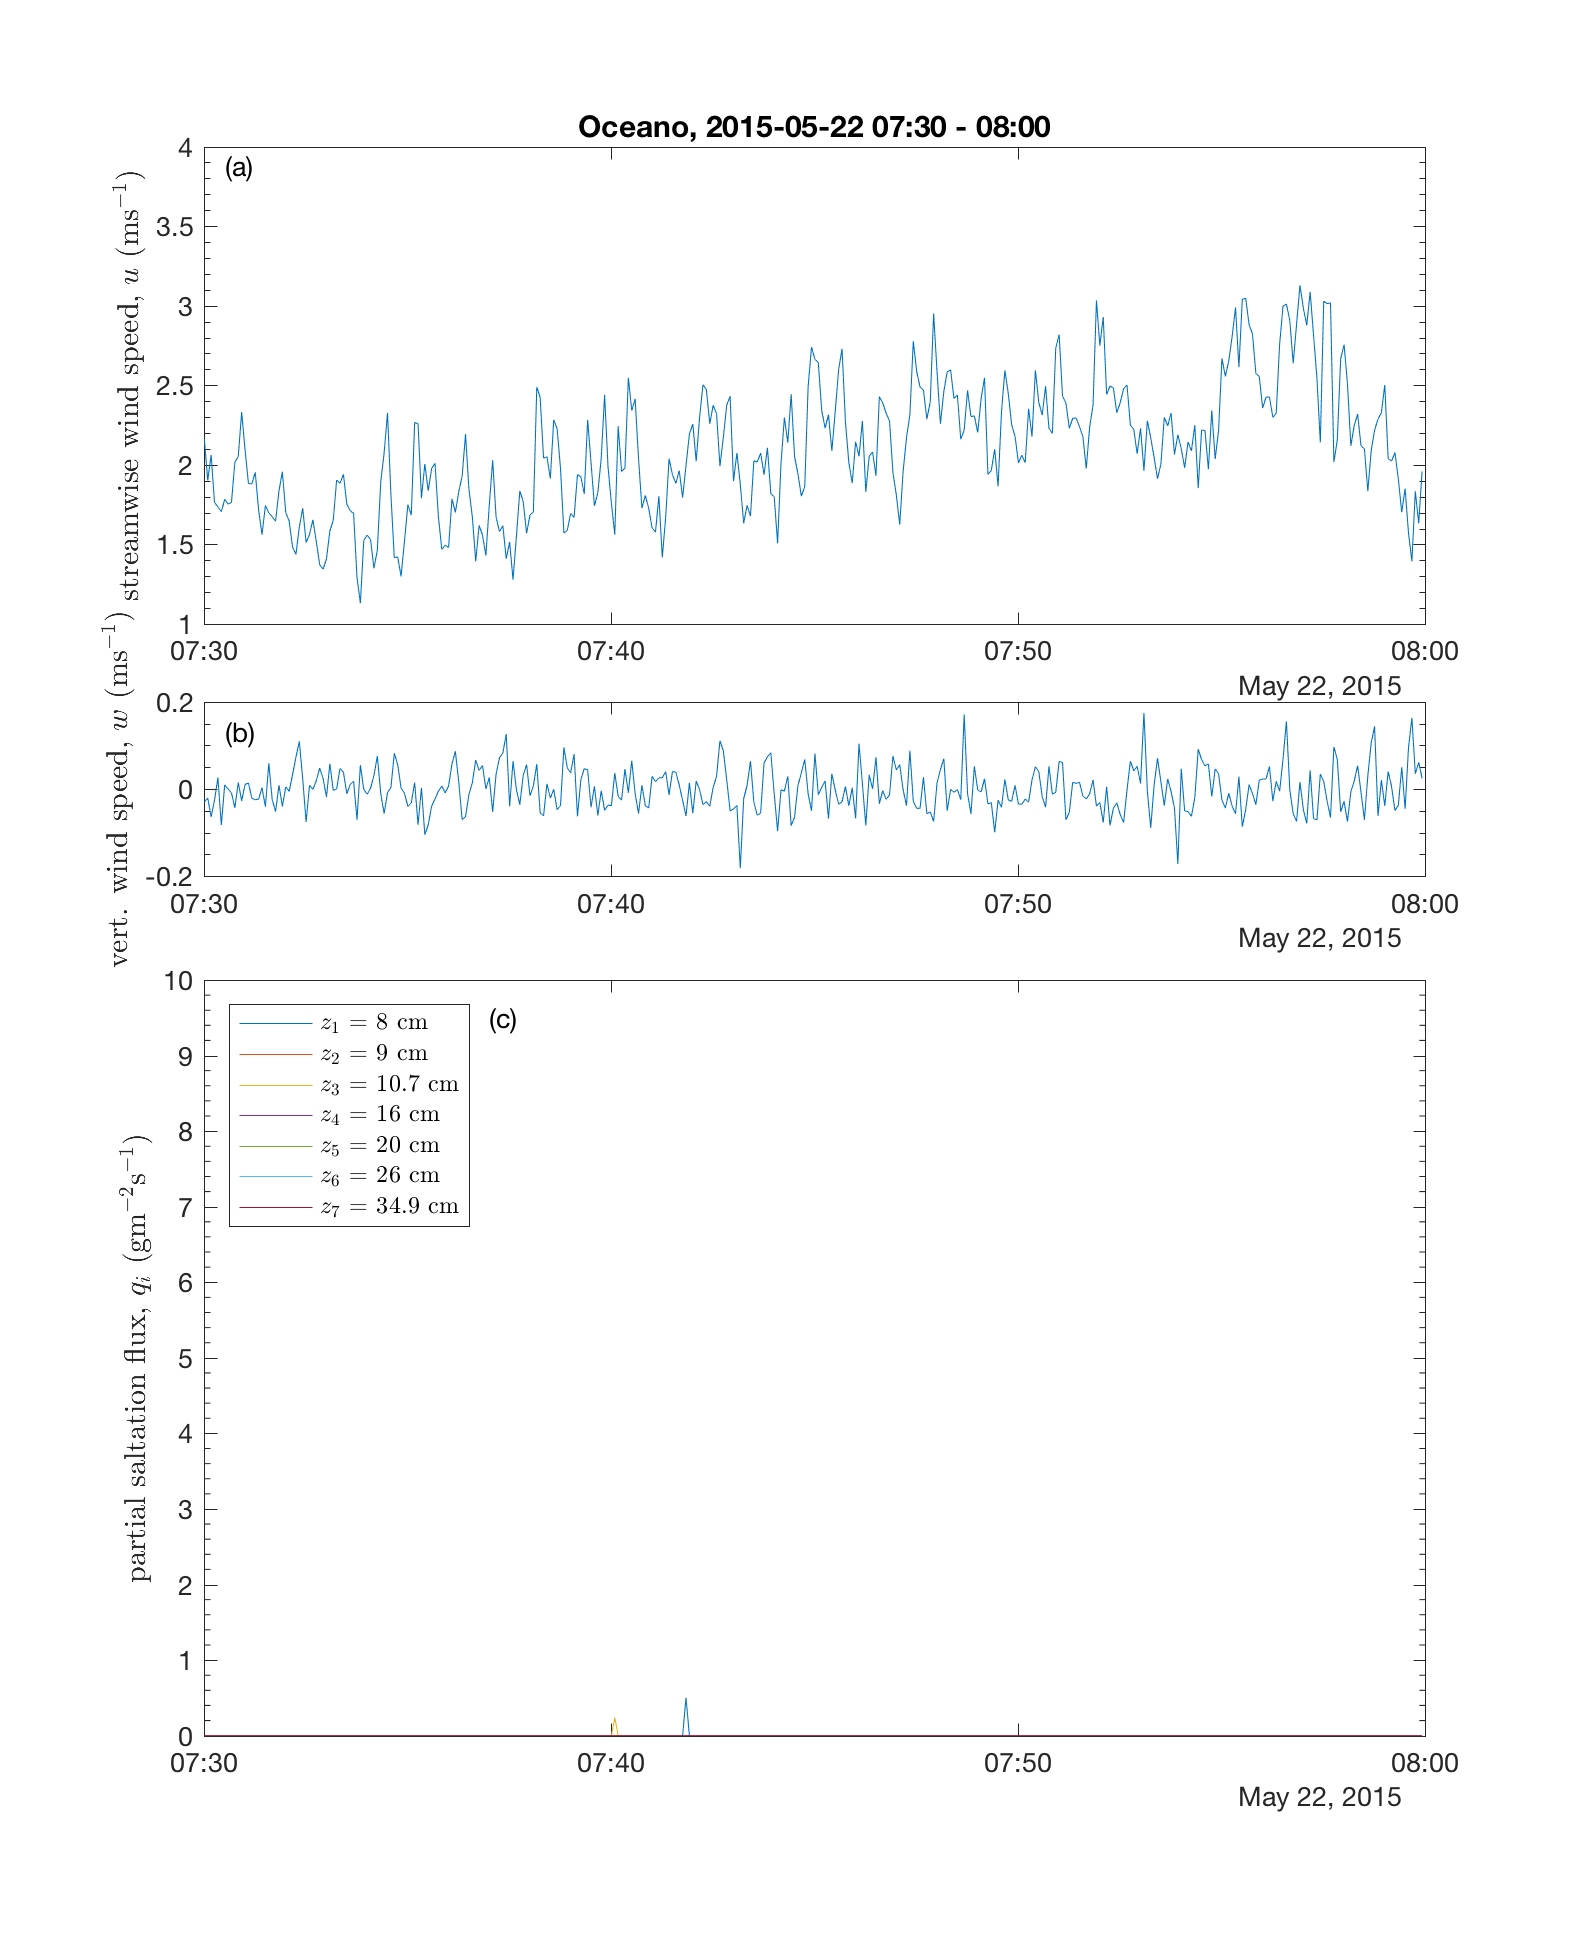 Oceano, 2015-05-22 07:30 - 08:00
(a)
streamwise wind speed, u (ms⁻¹)
4
3.5
3
2.5
2
1.5
1
07:30 07:40 07:50 08:00
May 22, 2015
(b)
vert. wind speed, w (ms⁻¹)
0.2
0
-0.2
07:30 07:40 07:50 08:00
May 22, 2015
(c)
partial saltation flux, qᵢ (gm⁻²s⁻¹)
10
9
8
7
6
5
4
3
2
1
0
z₁ = 8 cm
z₂ = 9 cm
z₃ = 10.7 cm
z₄ = 16 cm
z₅ = 20 cm
z₆ = 26 cm
z₇ = 34.9 cm
07:30 07:40 07:50 08:00
May 22, 2015